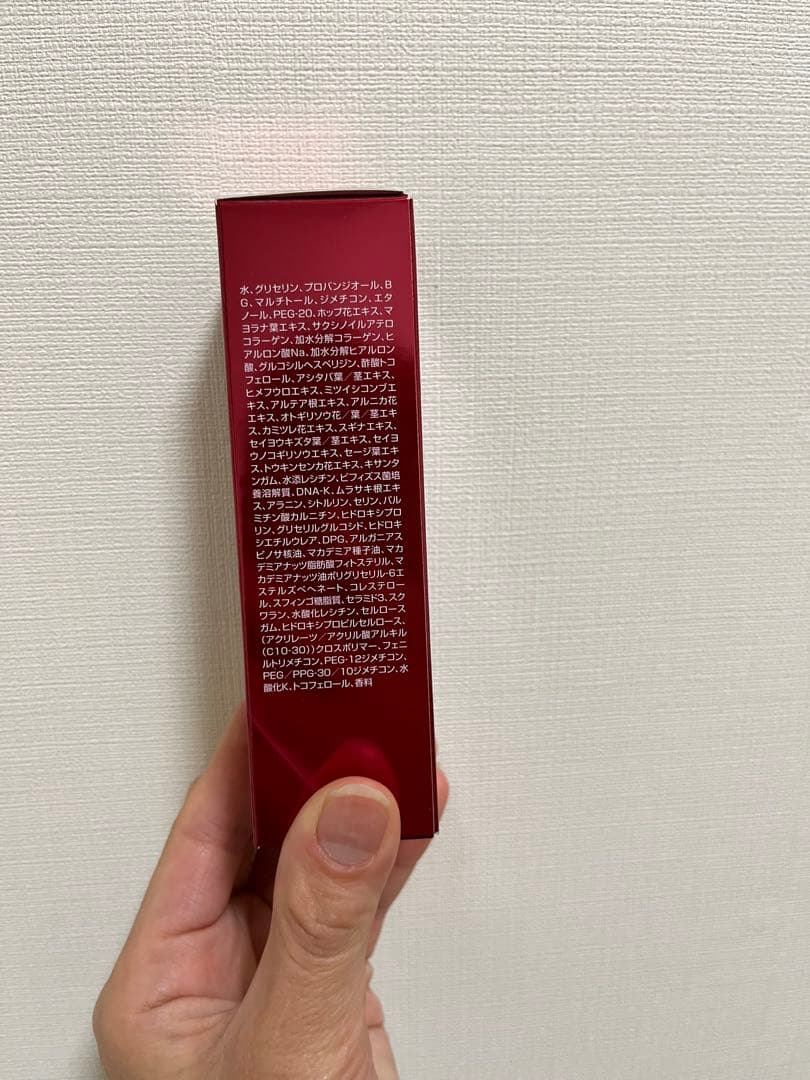 水、グリセリン、プロパンジオール、B
G、マルチトール、ジメチコン、エタ
ノール、PEG-20、ホップ花エキス、マ
ヨラナ葉エキス、サクシノイルアテロ
コラーゲン、加水分解コラーゲン、ヒ
アルロン酸Na、加水分解ヒアルロン
酸、グルコシルヘスペリジン、酢酸トコ
フェロール、アシタバ葉／茎エキス、
ヒメフウロエキス、ミツイシコンブエ
キス、アルテア根エキス、アルニカ花
エキス、オトギリソウ花／葉／茎エキ
ス、カミツレ花エキス、スギナエキス、
セイヨウキズタ葉／茎エキス、セイヨ
ウノコギリソウエキス、セージ葉エキ
ス、トウキンセンカ花エキス、キサンタ
ンガム、水添レシチン、ビフィズス菌培
養溶解質、DNA-K、ムラサキ根エキ
ス、アラニン、シトルリン、セリン、パル
ミチン酸カルニチン、ヒドロキシプロ
リン、グリセリルグルコシド、ヒドロキ
シエチルウレア、DPG、アルガニアス
ピノサ核油、マカデミア種子油、マカ
デミアナッツ脂肪酸フィトステリル、マ
カデミアナッツ油ポリグリセリル-6エ
ステルズベヘネート、コレステロー
ル、スフィンゴ糖脂質、セラミド3、スク
ワラン、水酸化レシチン、セルロース
ガム、ヒドロキシプロピルセルロース、
(アクリレーツ／アクリル酸アルキル
(C10-30))クロスポリマー、フェニ
ルトリメチコン、PEG-12ジメチコン、
PEG／PPG-30／10ジメチコン、水
酸化K、トコフェロール、香料